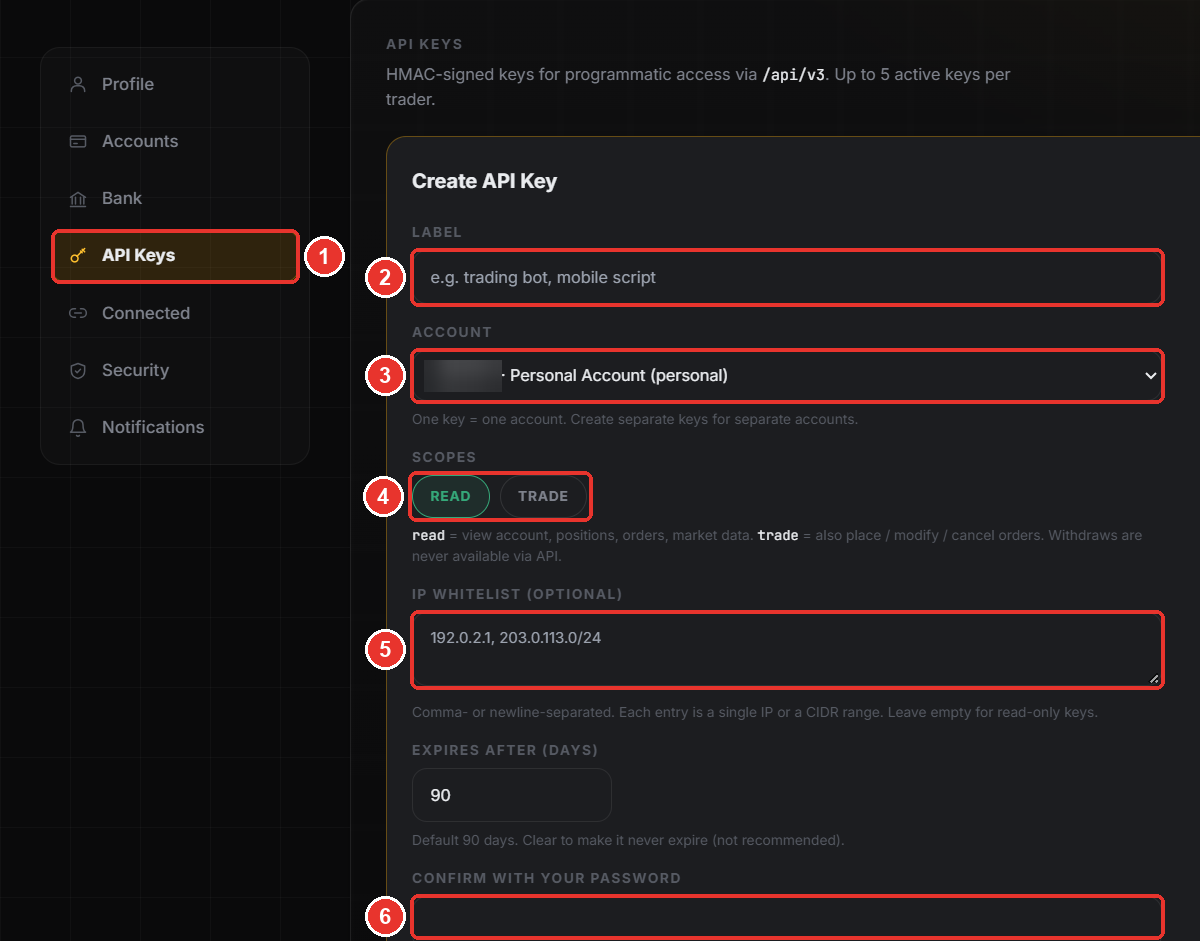 Profile
Accounts
Bank
API Keys
1
Connected
Security
Notifications
API KEYS
HMAC-signed keys for programmatic access via /api/v3. Up to 5 active keys per
trader.
Create API Key
LABEL
2
e.g. trading bot, mobile script
ACCOUNT
3
· Personal Account (personal)
One key = one account. Create separate keys for separate accounts.
SCOPES
4
READ TRADE
read = view account, positions, orders, market data. trade = also place / modify / cancel orders. Withdraws are
never available via API.
IP WHITELIST (OPTIONAL)
5
192.0.2.1, 203.0.113.0/24
Comma- or newline-separated. Each entry is a single IP or a CIDR range. Leave empty for read-only keys.
EXPIRES AFTER (DAYS)
90
Default 90 days. Clear to make it never expire (not recommended).
CONFIRM WITH YOUR PASSWORD
6